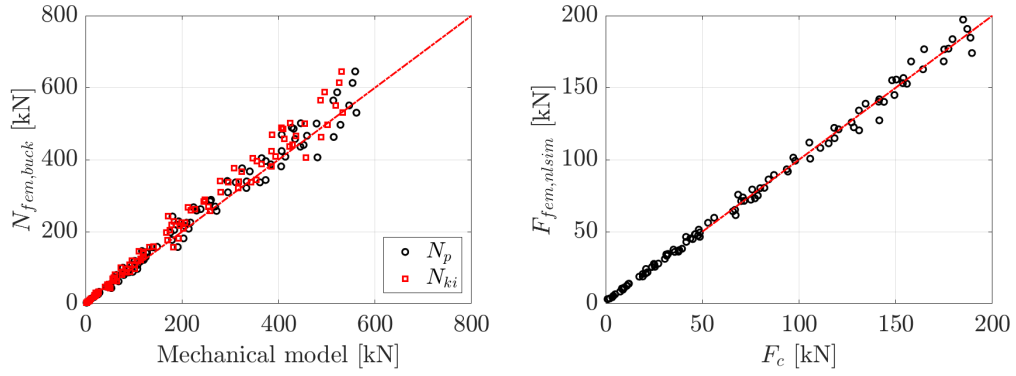 800
600
400
200
0
0 200 400 600 800
N_{fem,buck} [kN]
Mechanical model [kN]
N_p
N_{ki}
200
150
100
50
0
0 50 100 150 200
F_{fem,nlsim} [kN]
F_c [kN]